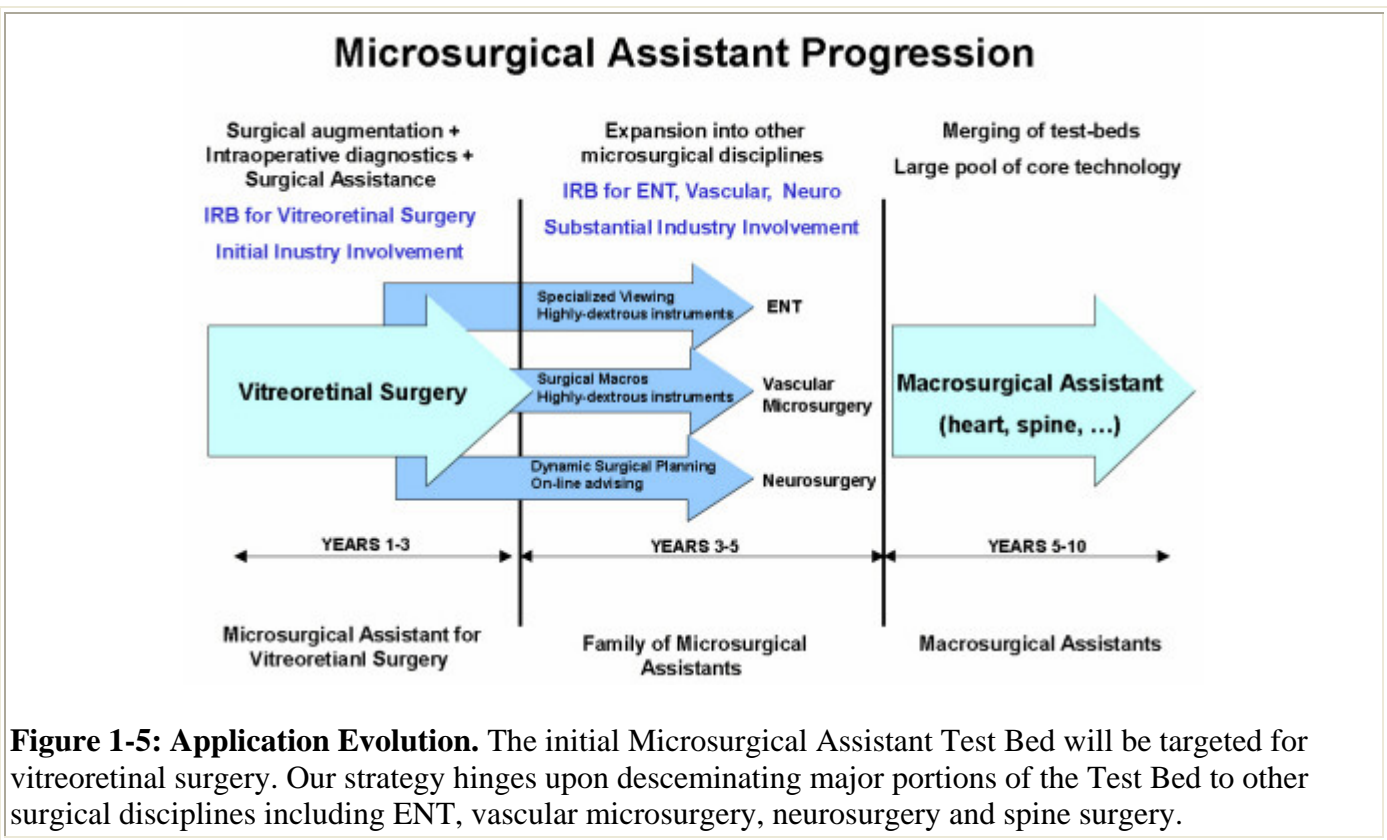 Microsurgical Assistant Progression
Surgical augmentation +
Intraoperative diagnostics +
Surgical Assistance
IRB for Vitreoretinal Surgery
Initial Inustry Involvement
Expansion into other
microsurgical disciplines
IRB for ENT, Vascular, Neuro
Substantial Industry Involvement
Merging of test-beds
Large pool of core technology
Specialized Viewing
Highly-dextrous instruments
ENT
Vitreoretinal Surgery
Surgical Macros
Highly-dextrous instruments
Vascular
Microsurgery
Macrosurgical Assistant
(heart, spine, ...)
Dynamic Surgical Planning
On-line advising
Neurosurgery
YEARS 1-3
YEARS 3-5
YEARS 5-10
Microsurgical Assistant for
Vitreoretianl Surgery
Family of Microsurgical
Assistants
Macrosurgical Assistants
Figure 1-5: Application Evolution. The initial Microsurgical Assistant Test Bed will be targeted for
vitreoretinal surgery. Our strategy hinges upon desceminating major portions of the Test Bed to other
surgical disciplines including ENT, vascular microsurgery, neurosurgery and spine surgery.